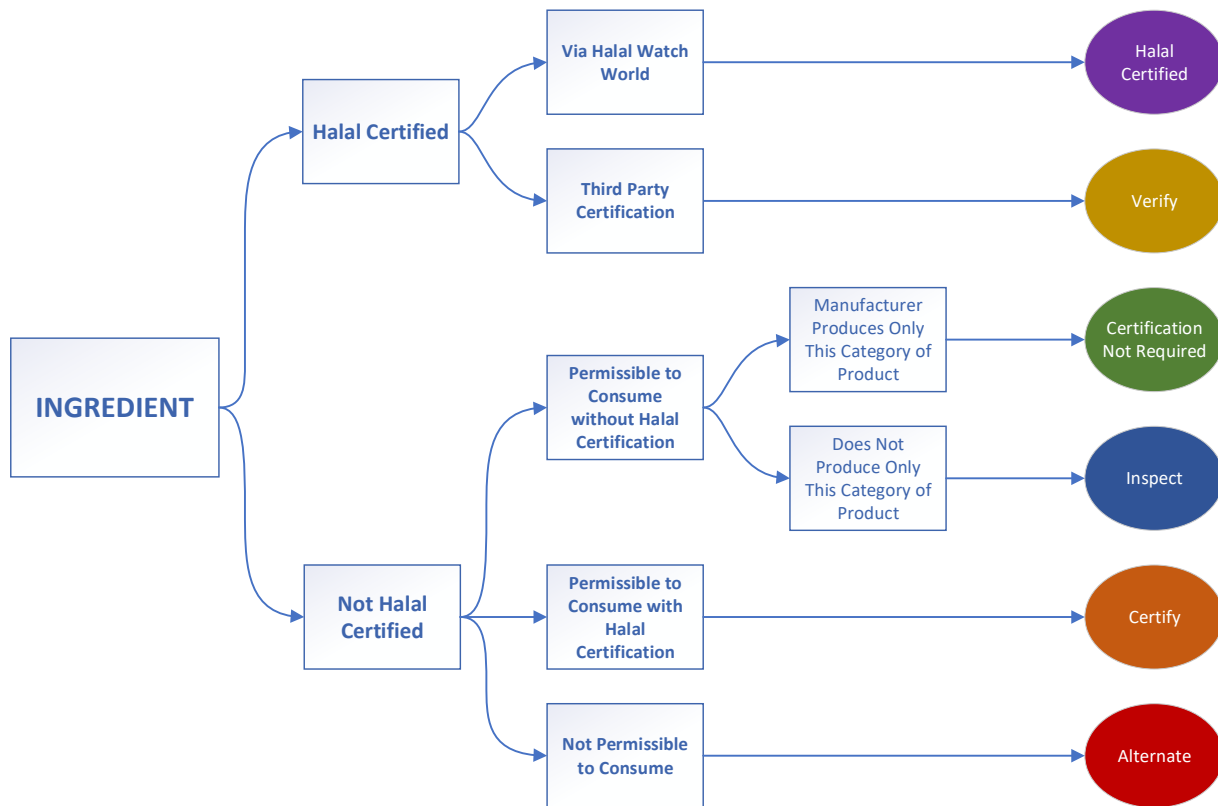 Via Halal Watch
World
Halal
Certified
Halal Certified
Third Party
Certification
Verify
Manufacturer
Produces Only
This Category of
Product
Certification
Not Required
INGREDIENT
Permissible to
Consume
without Halal
Certification
Does Not
Produce Only
This Category of
Product
Inspect
Not Halal
Certified
Permissible to
Consume with
Halal
Certification
Certify
Not Permissible
to Consume
Alternate